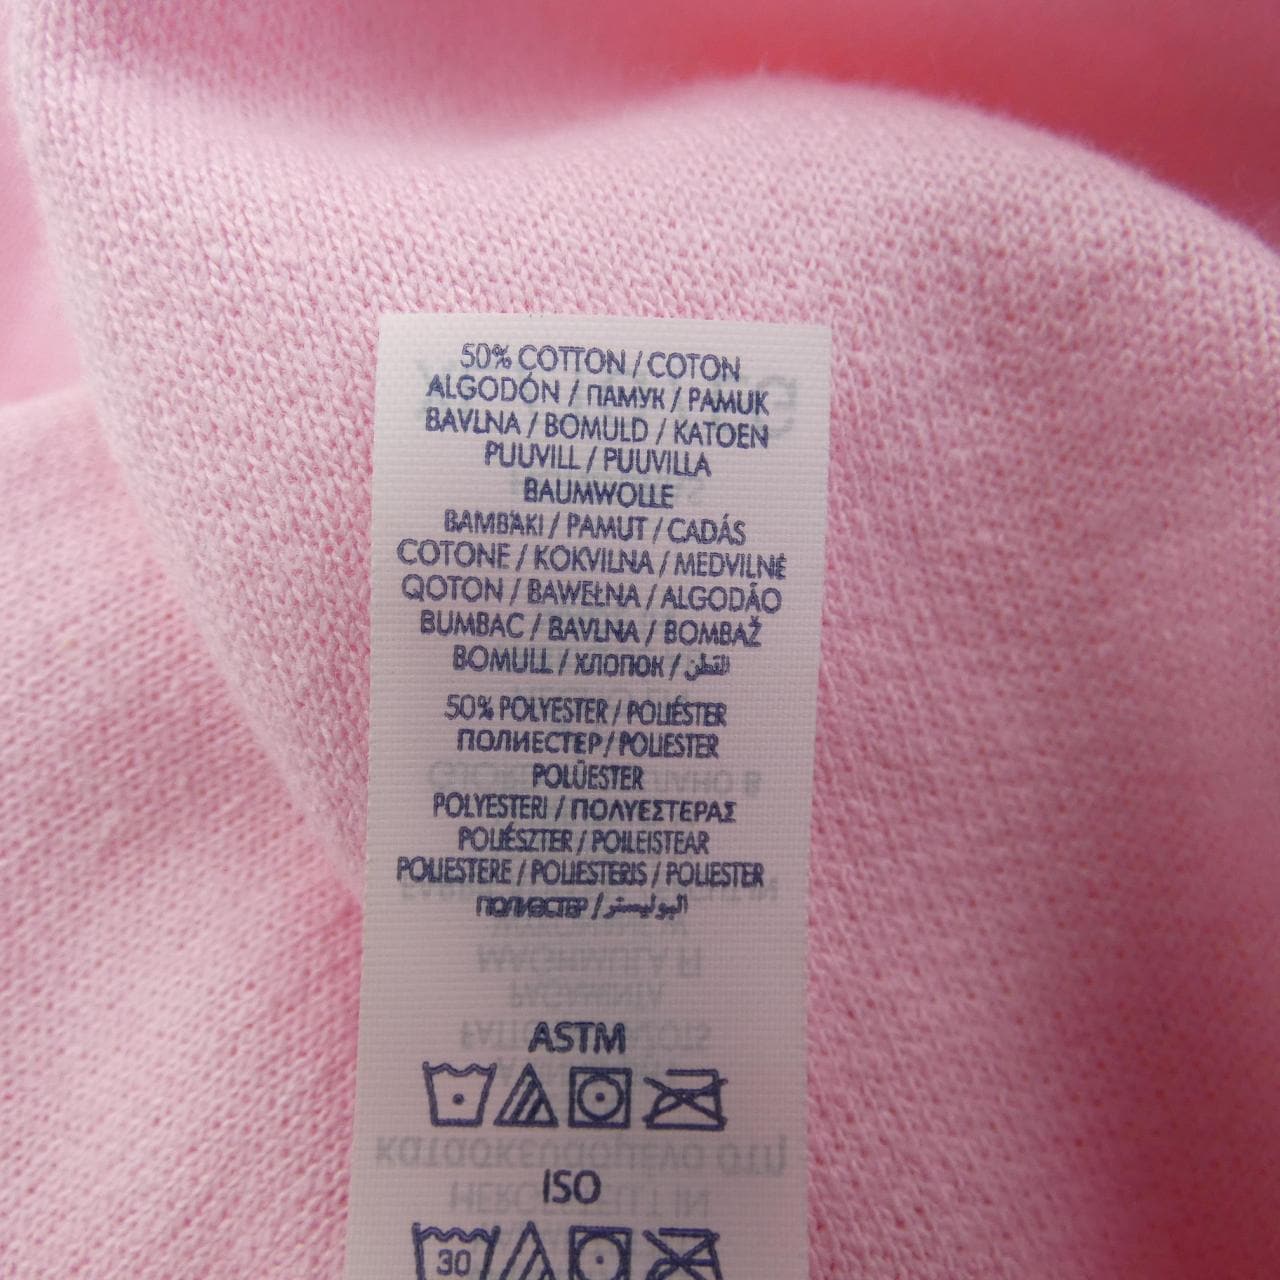 50% COTTON / COTON
ALGODÓN / ПАМУК / PAMUK
BAVLNA / BOMULD / KATOEN
PUUVILL / PUUVILLA
BAUMWOLLE
BAMBAKI / PAMUT / CADÁS
COTONE / KOKVILNA / MEDVILNĖ
QOTON / BAWEŁNA / ALGODÃO
BUMBAC / BAVLNA / BOMBAŽ
BOMULL / ХЛОПОК / القطن
50% POLYESTER / POLIÉSTER
ПОЛИЕСТЕР / POLIESTER
POLÜESTER
POLYESTERI / ΠΟΛΥΕΣΤΕΡΑΣ
POLIÉSZTER / POILEISTEAR
POLIESTERE / POLIESTERIS / POLIESTER
ПОЛИЭСТЕР / البوليستر
ASTM
ISO
30